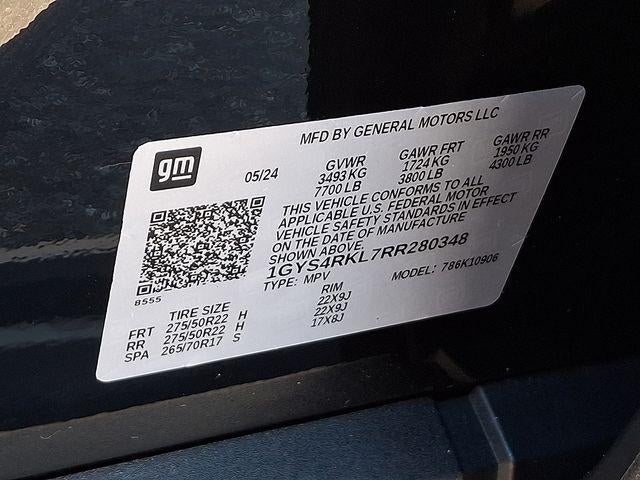 MFD BY GENERAL MOTORS LLC
gm
05/24
GVWR GAWR FRT GAWR RR
3493 KG 1724 KG 1950 KG
7700 LB 3800 LB 4300 LB
THIS VEHICLE CONFORMS TO ALL
APPLICABLE U.S. FEDERAL MOTOR
VEHICLE SAFETY STANDARDS IN EFFECT
ON THE DATE OF MANUFACTURE
SHOWN ABOVE.
1GYS4RKL7RR280348
TYPE: MPV MODEL: 786K10906
8555
TIRE SIZE RIM
FRT 275/50R22 H 22X9J
RR 275/50R22 H 22X9J
SPA 265/70R17 S 17X8J